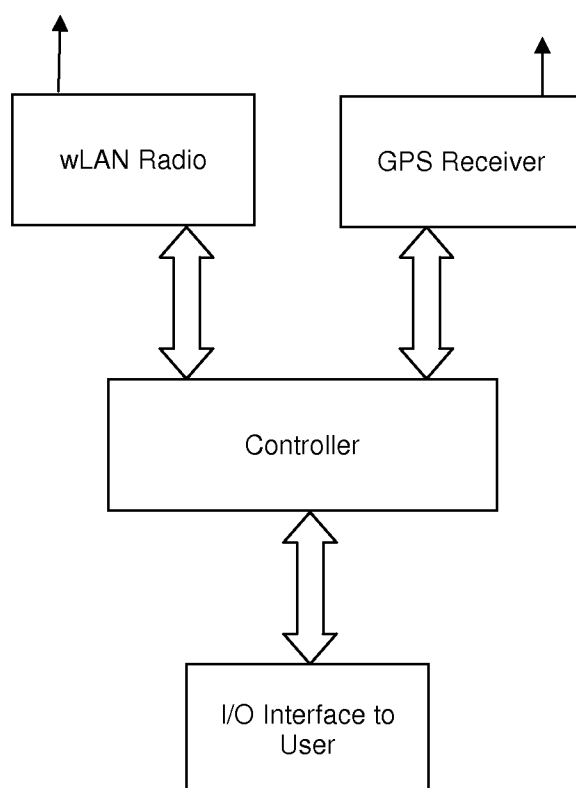 wLAN Radio
GPS Receiver
Controller
I/O Interface to
User